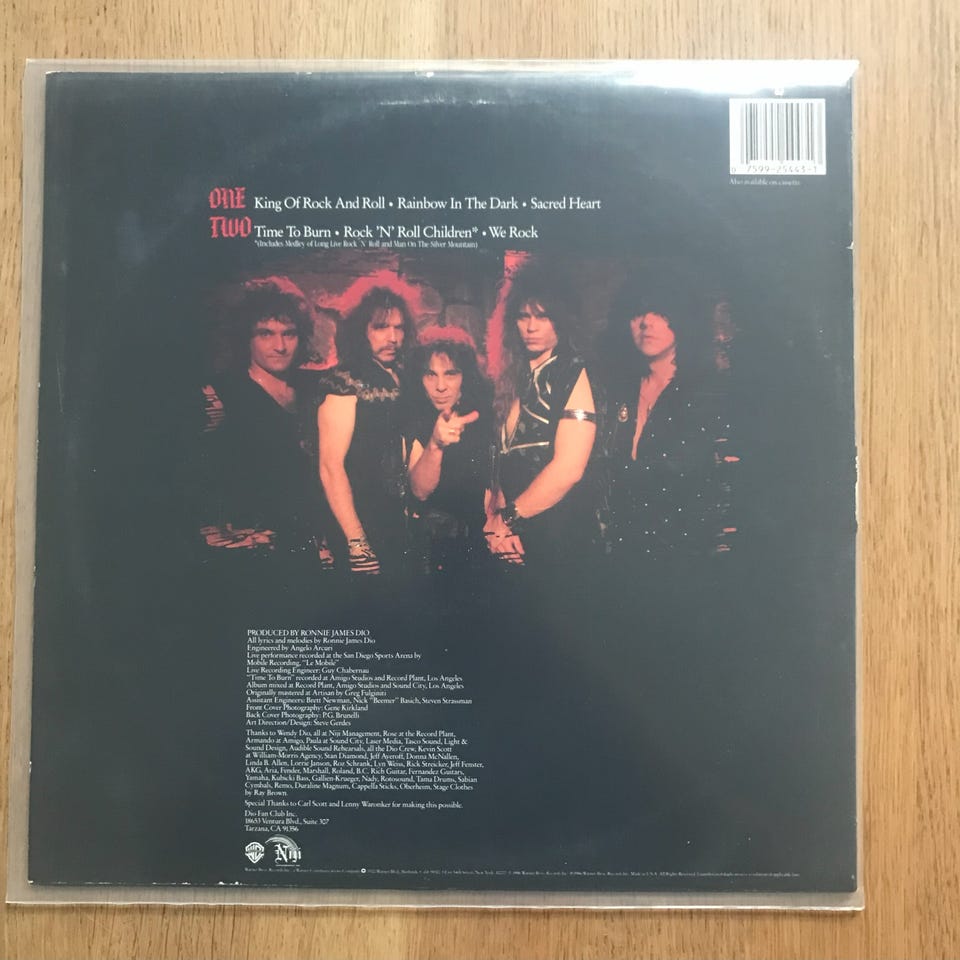 0 7599-25443-1
Also available on cassette.
ONE King Of Rock And Roll • Rainbow In The Dark • Sacred Heart
TWO Time To Burn • Rock 'N' Roll Children* • We Rock
*(Includes Medley of Long Live Rock 'N' Roll and Man On The Silver Mountain)
PRODUCED BY RONNIE JAMES DIO
All lyrics and melodies by Ronnie James Dio
Engineered by Angelo Arcuri
Live performance recorded at the San Diego Sports Arena by
Mobile Recording, "Le Mobile"
Live Recording Engineer: Guy Chabernau
"Time To Burn" recorded at Amigo Studios and Record Plant, Los Angeles
Album mixed at Record Plant, Amigo Studios and Sound City, Los Angeles
Originally mastered at Artisan by Greg Fulginiti
Assistant Engineers: Brett Newman, Nick "Beemer" Basich, Steven Strassman
Front Cover Photography: Gene Kirkland
Back Cover Photography: P.G. Brunelli
Art Direction/Design: Steve Gerdes
Thanks to Wendy Dio, all at Niji Management, Rose at the Record Plant,
Armando at Amigo, Paula at Sound City, Laser Media, Tasco Sound, Light &
Sound Design, Audible Sound Rehearsals, all the Dio Crew, Kevin Scott
at William-Morris Agency, Stan Diamond, Jeff Ayeroff, Donna McNallen,
Linda B. Allen, Lorrie Janson, Roz Schrank, Lyn Weiss, Rick Streicker, Jeff Fenster,
AKG, Aria, Fender, Marshall, Roland, B.C. Rich Guitar, Fernandez Guitars,
Yamaha, Kubicki Bass, Gallien-Krueger, Nady, Rotosound, Tama Drums, Sabian
Cymbals, Remo, Duraline Magnum, Cappella Sticks, Oberheim, Stage Clothes
by Ray Brown.
Special Thanks to Carl Scott and Lenny Waronker for making this possible.
Dio Fan Club Inc.
18653 Ventura Blvd., Suite 307
Tarzana, CA 91356
Niji